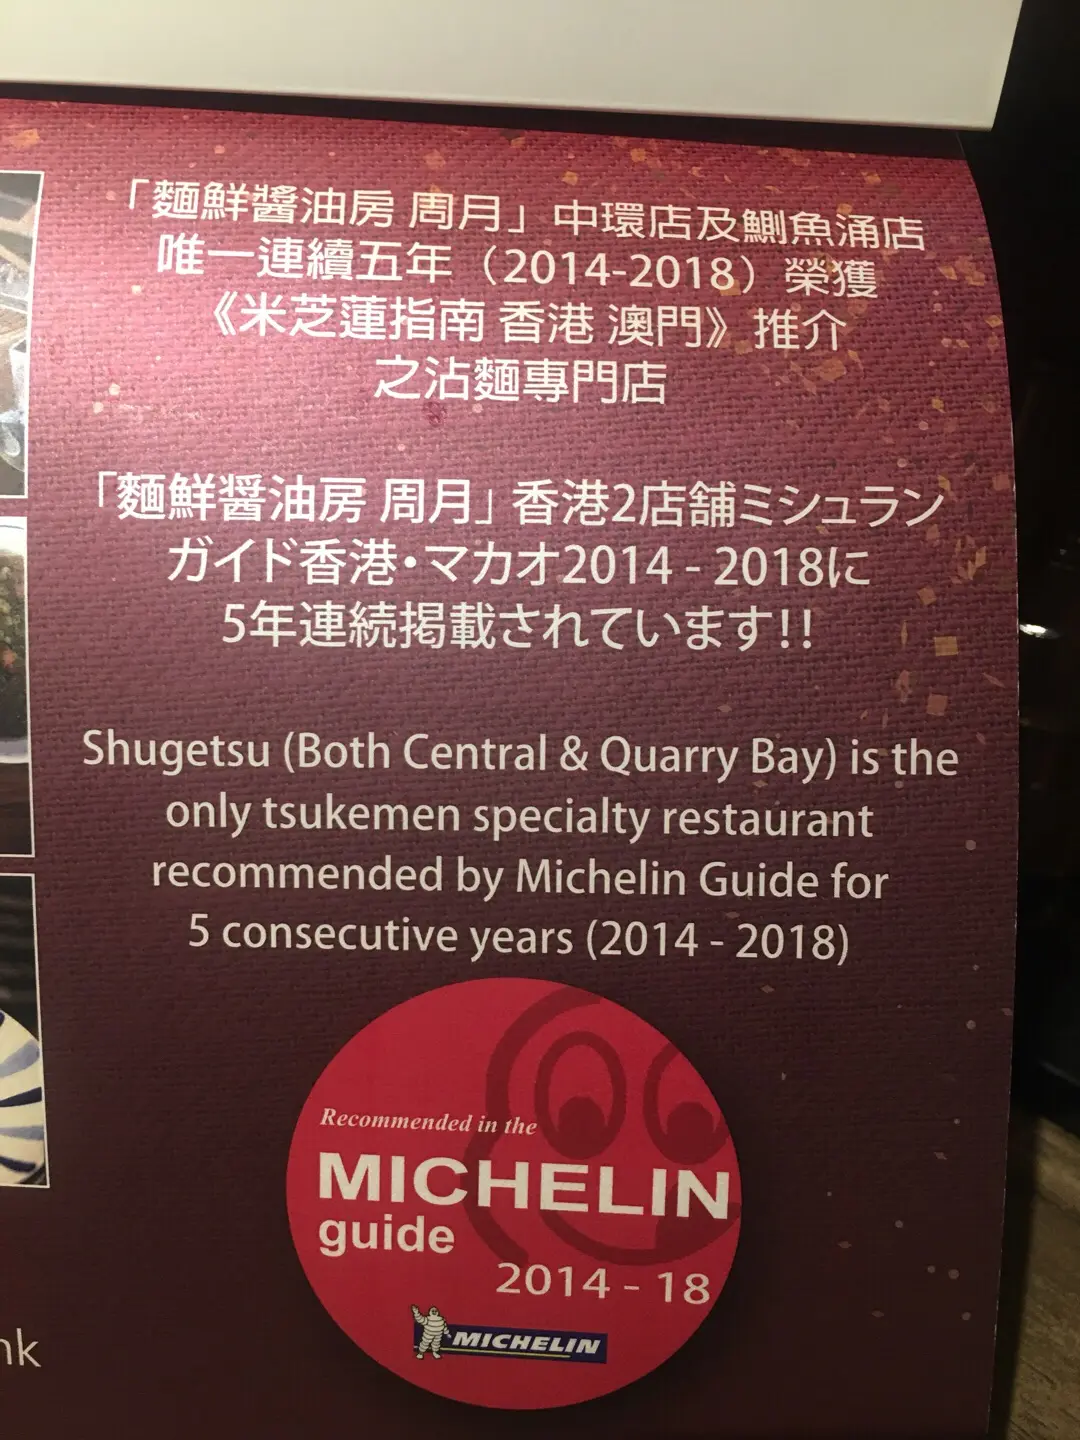 「麵鮮醬油房 周月」中環店及鰂魚涌店
唯一連續五年（2014-2018）榮獲
《米芝蓮指南 香港 澳門》推介
之沾麵專門店
「麵鮮醤油房 周月」香港2店舗ミシュラン
ガイド香港・マカオ2014 - 2018に
5年連続掲載されています!!
Shugetsu (Both Central & Quarry Bay) is the
only tsukemen specialty restaurant
recommended by Michelin Guide for
5 consecutive years (2014 - 2018)
Recommended in the
MICHELIN
guide
2014 - 18
MICHELIN
nk